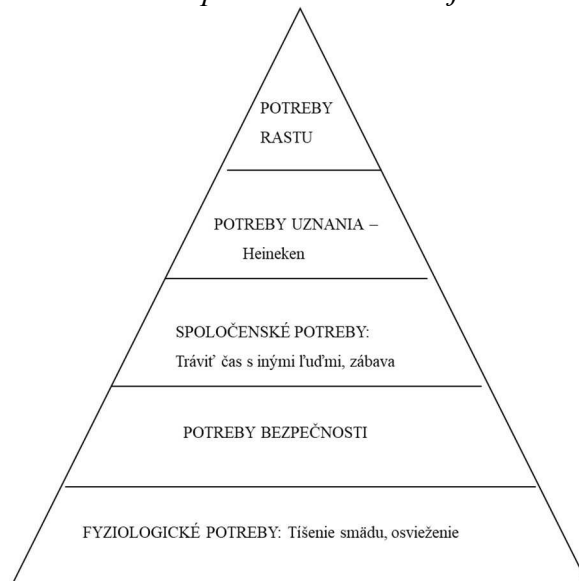 POTREBY
RASTU
POTREBY UZNANIA –
Heineken
SPOLOČENSKÉ POTREBY:
Tráviť čas s inými ľuďmi, zábava
POTREBY BEZPEČNOSTI
FYZIOLOGICKÉ POTREBY: Tíšenie smädu, osvieženie